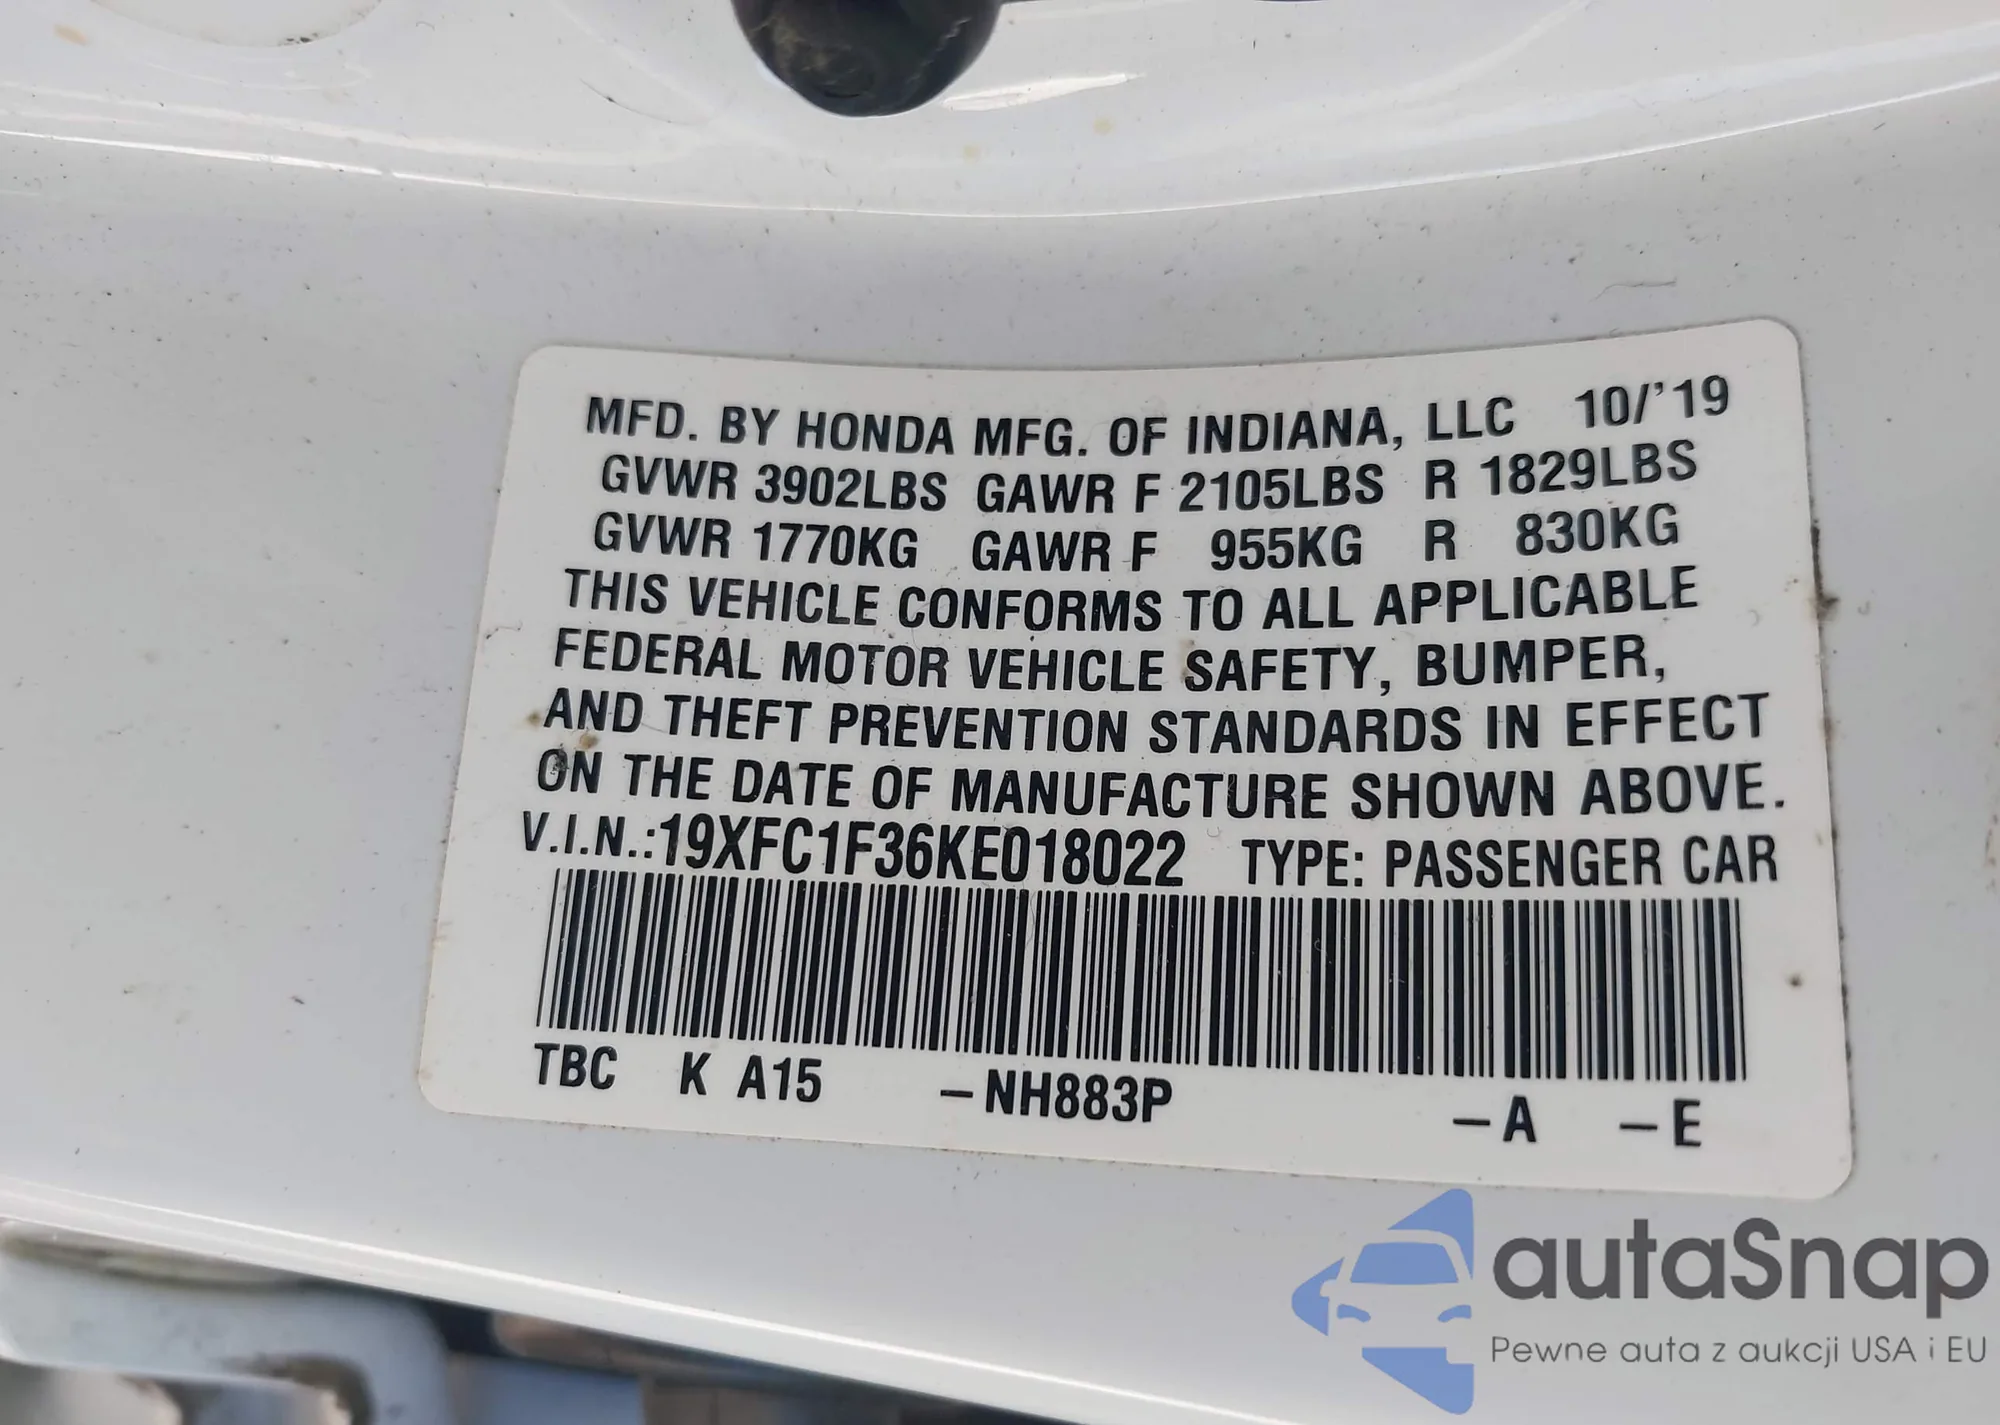 MFD. BY HONDA MFG. OF INDIANA, LLC 10/'19
GVWR 3902LBS GAWR F 2105LBS R 1829LBS
GVWR 1770KG GAWR F 955KG R 830KG
THIS VEHICLE CONFORMS TO ALL APPLICABLE
FEDERAL MOTOR VEHICLE SAFETY, BUMPER,
AND THEFT PREVENTION STANDARDS IN EFFECT
ON THE DATE OF MANUFACTURE SHOWN ABOVE.
V.I.N.:19XFC1F36KE018022 TYPE: PASSENGER CAR
TBC K A15 -NH883P -A -E
autaSnap
Pewne auta z aukcji USA i EU